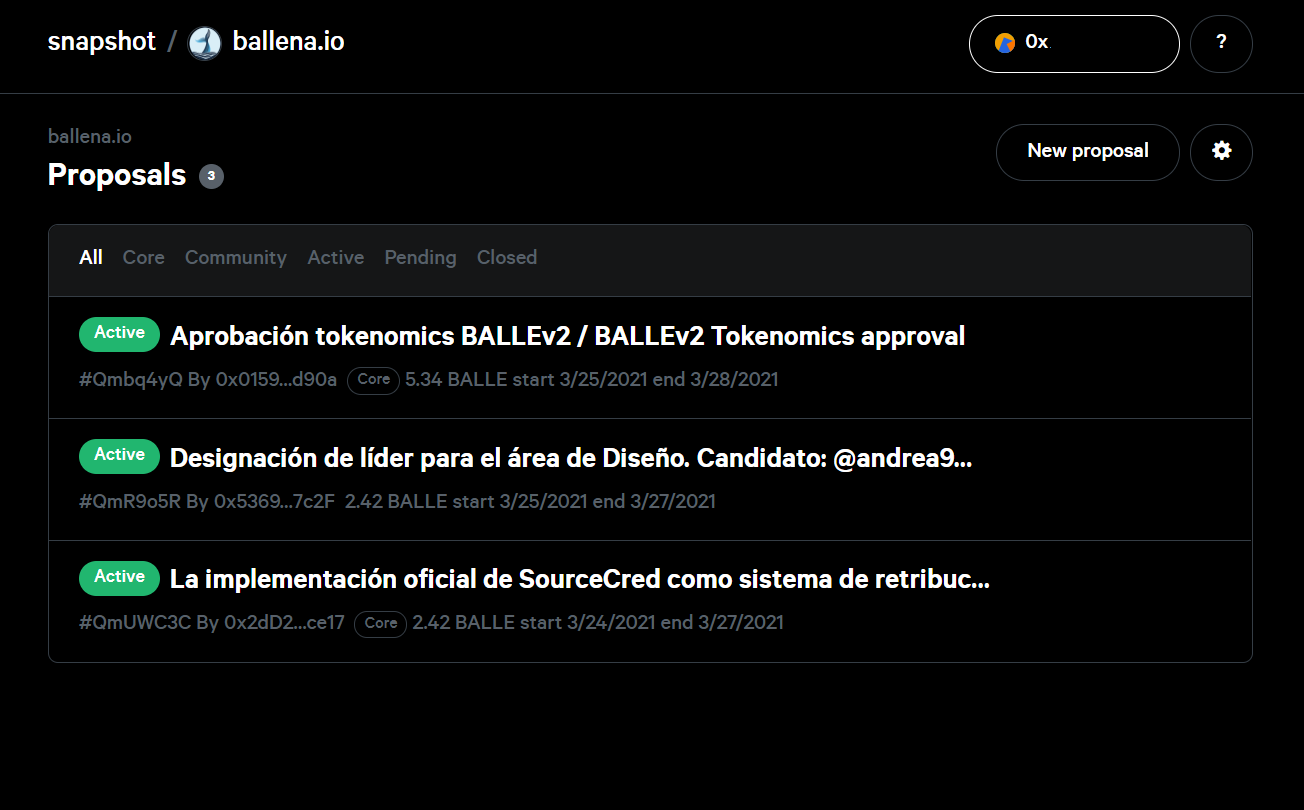 snapshot / ballena.io
0x
?
ballena.io
Proposals 3
New proposal
All Core Community Active Pending Closed
Active Aprobación tokenomics BALLEv2 / BALLEv2 Tokenomics approval
#Qmbq4yQ By 0x0159...d90a Core 5.34 BALLE start 3/25/2021 end 3/28/2021
Active Designación de líder para el área de Diseño. Candidato: @andrea9...
#QmR9o5R By 0x5369...7c2F 2.42 BALLE start 3/25/2021 end 3/27/2021
Active La implementación oficial de SourceCred como sistema de retribuc...
#QmUWC3C By 0x2dD2...ce17 Core 2.42 BALLE start 3/24/2021 end 3/27/2021